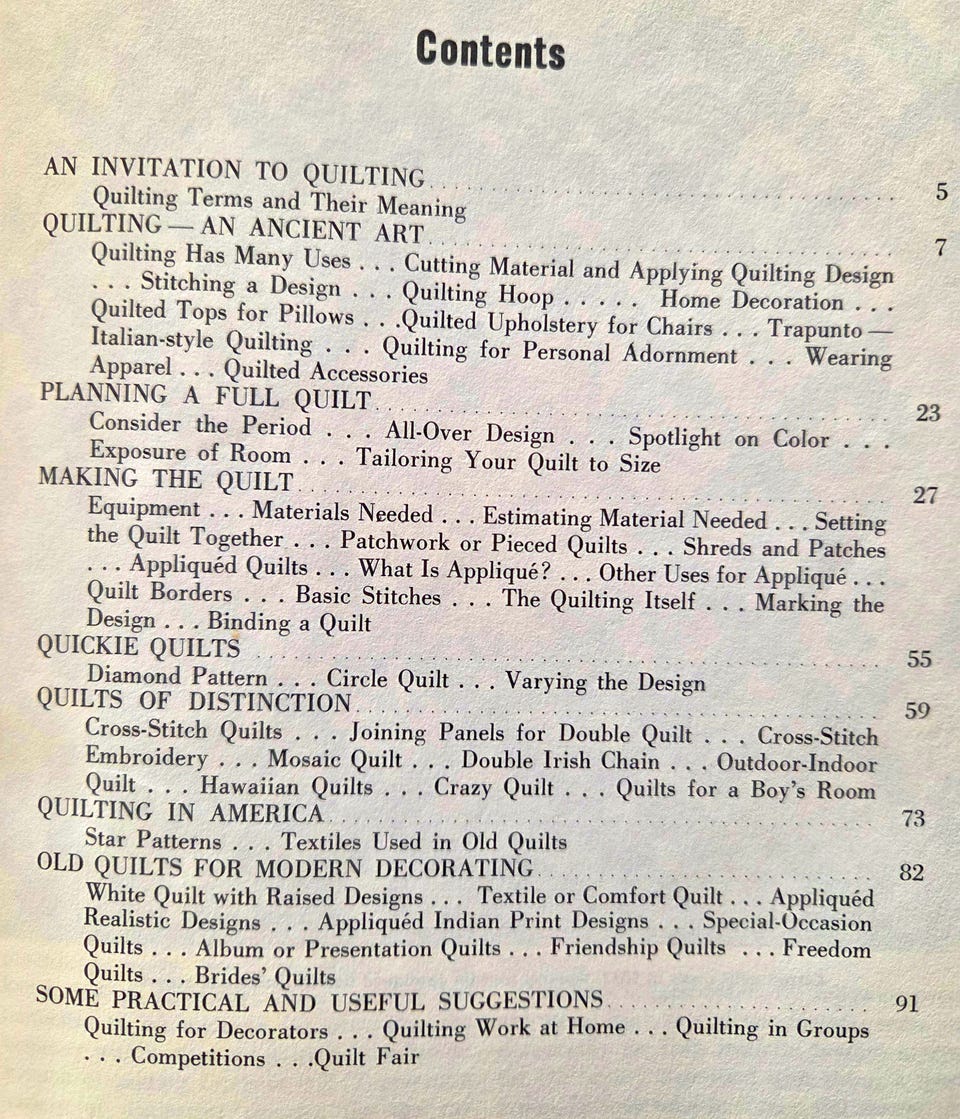 Contents
AN INVITATION TO QUILTING . . . . . . . . . . . . . . . . . . . . 5
Quilting Terms and Their Meaning
QUILTING — AN ANCIENT ART . . . . . . . . . . . . . . . . . . . . 7
Quilting Has Many Uses . . . Cutting Material and Applying Quilting Design
. . . Stitching a Design . . . Quilting Hoop . . . . . Home Decoration . . .
Quilted Tops for Pillows . . .Quilted Upholstery for Chairs . . . Trapunto —
Italian-style Quilting . . . Quilting for Personal Adornment . . . Wearing
Apparel . . . Quilted Accessories
PLANNING A FULL QUILT . . . . . . . . . . . . . . . . . . . . 23
Consider the Period . . . All-Over Design . . . Spotlight on Color . . .
Exposure of Room . . . Tailoring Your Quilt to Size
MAKING THE QUILT . . . . . . . . . . . . . . . . . . . . 27
Equipment . . . Materials Needed . . . Estimating Material Needed . . . Setting
the Quilt Together . . . Patchwork or Pieced Quilts . . . Shreds and Patches
. . . Appliquéd Quilts . . . What Is Appliqué? . . . Other Uses for Appliqué . . .
Quilt Borders . . . Basic Stitches . . . The Quilting Itself . . . Marking the
Design . . . Binding a Quilt
QUICKIE QUILTS . . . . . . . . . . . . . . . . . . . . 55
Diamond Pattern . . . Circle Quilt . . . Varying the Design
QUILTS OF DISTINCTION . . . . . . . . . . . . . . . . . . . . 59
Cross-Stitch Quilts . . . Joining Panels for Double Quilt . . . Cross-Stitch
Embroidery . . . Mosaic Quilt . . . Double Irish Chain . . . Outdoor-Indoor
Quilt . . . Hawaiian Quilts . . . Crazy Quilt . . . Quilts for a Boy's Room
QUILTING IN AMERICA . . . . . . . . . . . . . . . . . . . . 73
Star Patterns . . . Textiles Used in Old Quilts
OLD QUILTS FOR MODERN DECORATING . . . . . . . . . . . . . . . . . . . . 82
White Quilt with Raised Designs . . . Textile or Comfort Quilt . . . Appliquéd
Realistic Designs . . . Appliquéd Indian Print Designs . . . Special-Occasion
Quilts . . . Album or Presentation Quilts . . . Friendship Quilts . . . Freedom
Quilts . . . Brides' Quilts
SOME PRACTICAL AND USEFUL SUGGESTIONS . . . . . . . . . . . . . . . . . . . . 91
Quilting for Decorators . . . Quilting Work at Home . . . Quilting in Groups
. . . Competitions . . .Quilt Fair